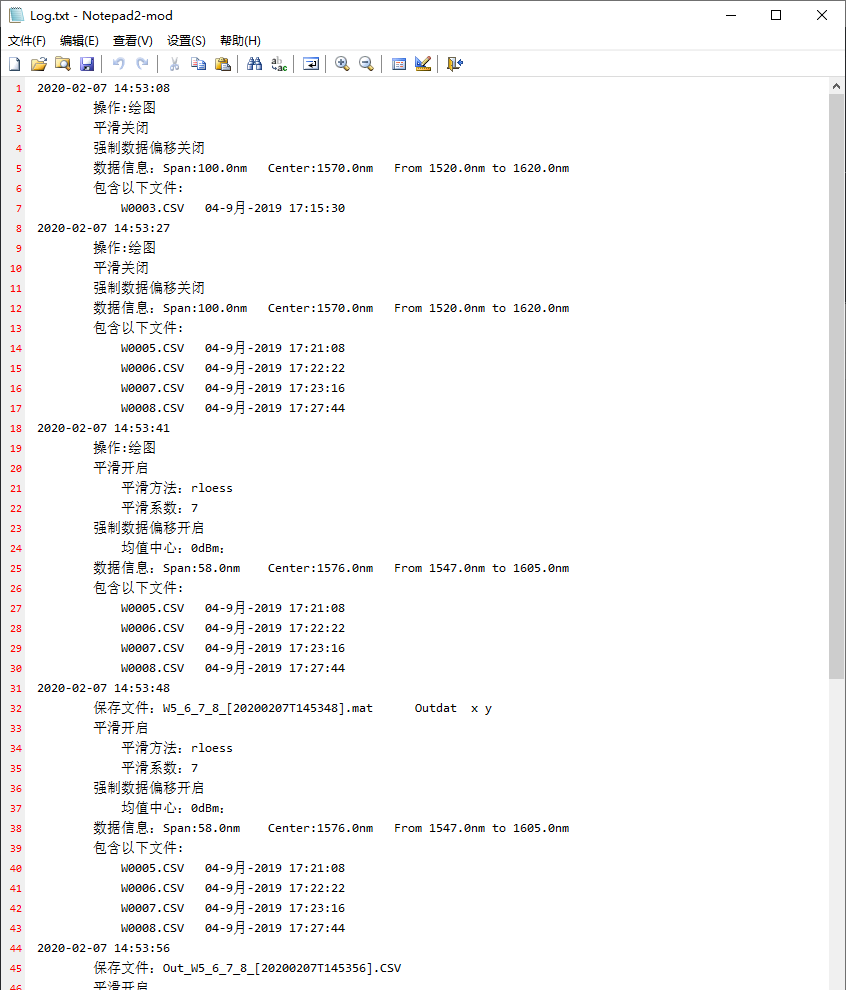 Log.txt - Notepad2-mod
文件(F) 编辑(E) 查看(V) 设置(S) 帮助(H)
1 2020-02-07 14:53:08
2 操作:绘图
3 平滑关闭
4 强制数据偏移关闭
5 数据信息：Span:100.0nm Center:1570.0nm From 1520.0nm to 1620.0nm
6 包含以下文件:
7 W0003.CSV 04-9月-2019 17:15:30
8 2020-02-07 14:53:27
9 操作:绘图
10 平滑关闭
11 强制数据偏移关闭
12 数据信息：Span:100.0nm Center:1570.0nm From 1520.0nm to 1620.0nm
13 包含以下文件:
14 W0005.CSV 04-9月-2019 17:21:08
15 W0006.CSV 04-9月-2019 17:22:22
16 W0007.CSV 04-9月-2019 17:23:16
17 W0008.CSV 04-9月-2019 17:27:44
18 2020-02-07 14:53:41
19 操作:绘图
20 平滑开启
21 平滑方法：rloess
22 平滑系数：7
23 强制数据偏移开启
24 均值中心：0dBm;
25 数据信息：Span:58.0nm Center:1576.0nm From 1547.0nm to 1605.0nm
26 包含以下文件:
27 W0005.CSV 04-9月-2019 17:21:08
28 W0006.CSV 04-9月-2019 17:22:22
29 W0007.CSV 04-9月-2019 17:23:16
30 W0008.CSV 04-9月-2019 17:27:44
31 2020-02-07 14:53:48
32 保存文件：W5_6_7_8_[20200207T145348].mat Outdat x y
33 平滑开启
34 平滑方法：rloess
35 平滑系数：7
36 强制数据偏移开启
37 均值中心：0dBm;
38 数据信息：Span:58.0nm Center:1576.0nm From 1547.0nm to 1605.0nm
39 包含以下文件:
40 W0005.CSV 04-9月-2019 17:21:08
41 W0006.CSV 04-9月-2019 17:22:22
42 W0007.CSV 04-9月-2019 17:23:16
43 W0008.CSV 04-9月-2019 17:27:44
44 2020-02-07 14:53:56
45 保存文件：Out_W5_6_7_8_[20200207T145356].CSV
46 平滑开启